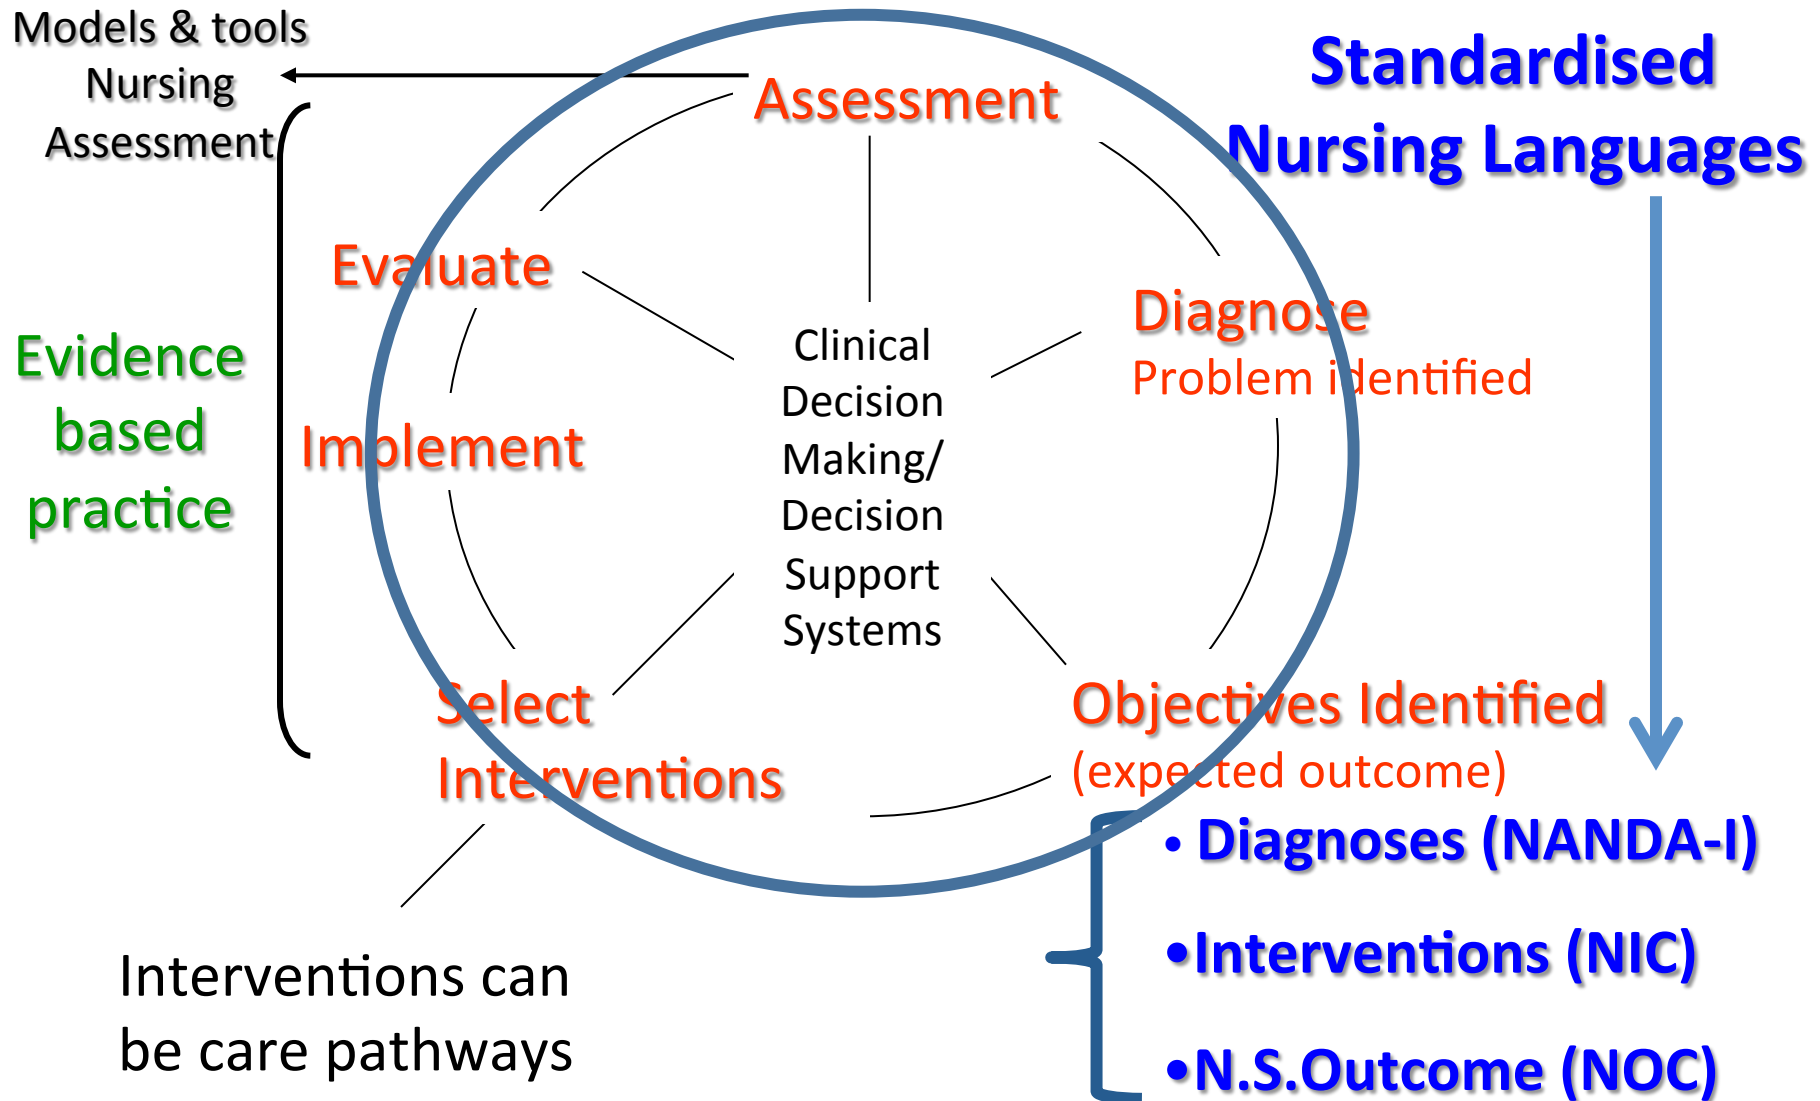 Models & tools
Nursing
Assessment
Assessment
Standardised
Nursing Languages
Evaluate
Diagnose
Problem identified
Evidence
based
practice
Implement
Clinical
Decision
Making/
Decision
Support
Systems
Select
Interventions
Objectives Identified
(expected outcome)
• Diagnoses (NANDA-I)
•Interventions (NIC)
•N.S.Outcome (NOC)
Interventions can
be care pathways